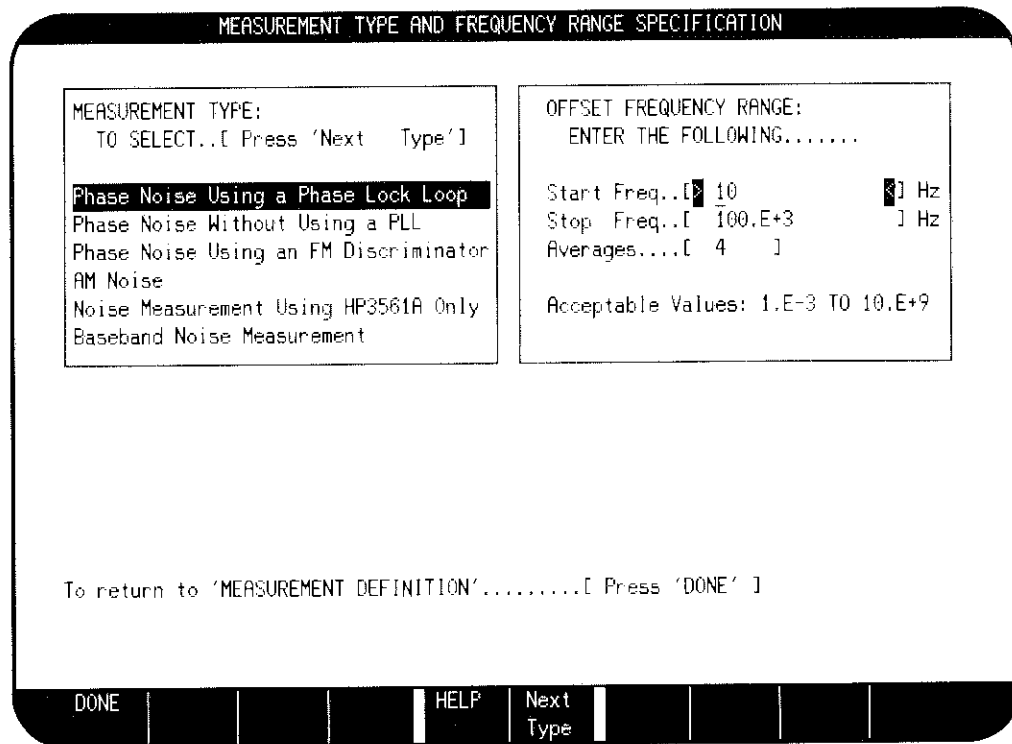 MEASUREMENT TYPE AND FREQUENCY RANGE SPECIFICATION
MEASUREMENT TYPE:
TO SELECT..[ Press 'Next Type']
Phase Noise Using a Phase Lock Loop
Phase Noise Without Using a PLL
Phase Noise Using an FM Discriminator
AM Noise
Noise Measurement Using HP3561A Only
Baseband Noise Measurement
OFFSET FREQUENCY RANGE:
ENTER THE FOLLOWING.......
Start Freq..[> 10 <] Hz
Stop Freq..[ 100.E+3 ] Hz
Averages....[ 4 ]
Acceptable Values: 1.E-3 TO 10.E+9
To return to 'MEASUREMENT DEFINITION'.........[ Press 'DONE' ]
DONE
HELP
Next
Type